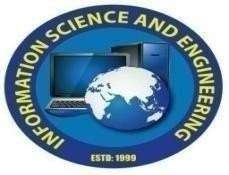 INFORMATION SCIENCE AND ENGINEERING
ESTD: 1999